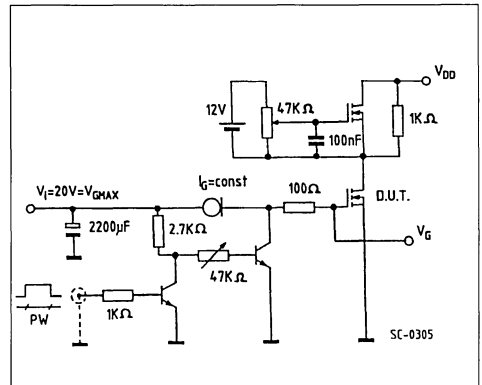 V_DD
12V
47KΩ
1KΩ
100nF
I_G=const
100Ω
D.U.T.
V_i=20V=V_GMAX
2200µF
2.7KΩ
V_G
47KΩ
1KΩ
PW
SC-0305